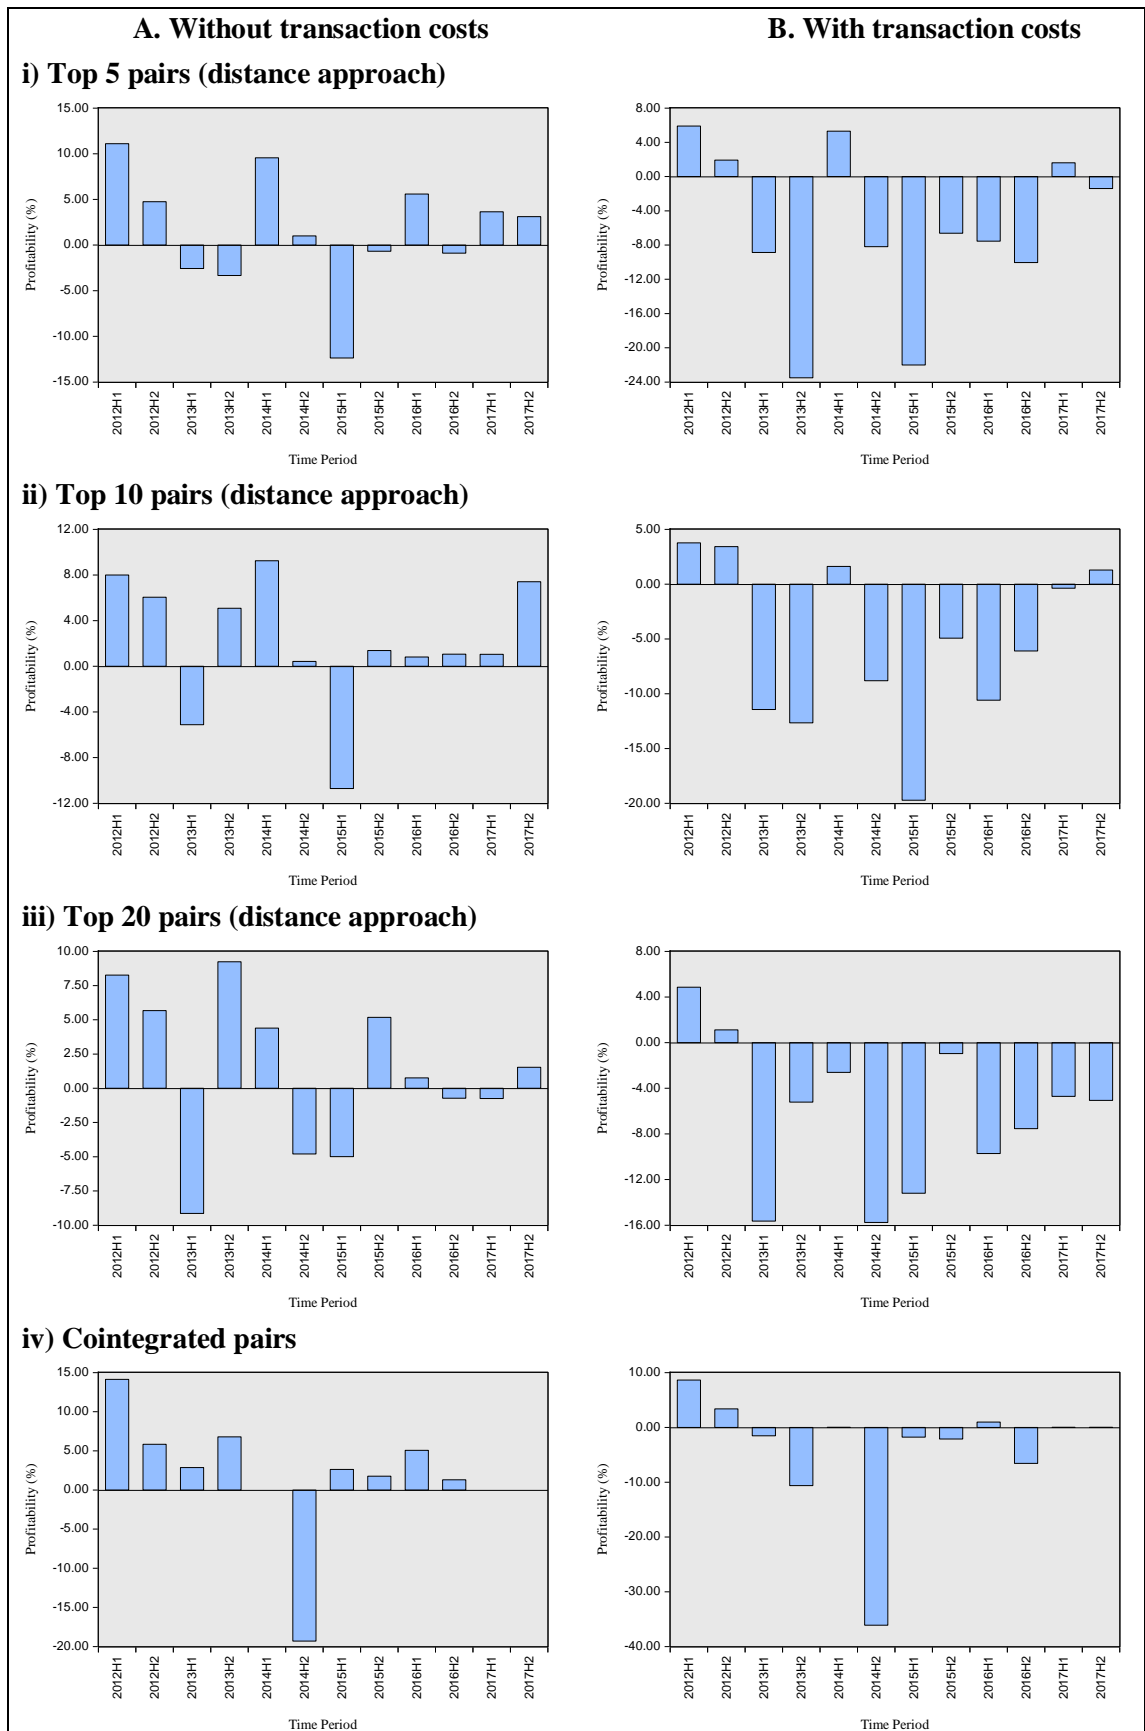 A. Without transaction costs
B. With transaction costs
i) Top 5 pairs (distance approach)
15.00
10.00
5.00
0.00
-5.00
-10.00
-15.00
Profitability (%)
2012H1
2012H2
2013H1
2013H2
2014H1
2014H2
2015H1
2015H2
2016H1
2016H2
2017H1
2017H2
Time Period
8.00
4.00
0.00
-4.00
-8.00
-12.00
-16.00
-20.00
-24.00
Profitability (%)
2012H1
2012H2
2013H1
2013H2
2014H1
2014H2
2015H1
2015H2
2016H1
2016H2
2017H1
2017H2
Time Period
ii) Top 10 pairs (distance approach)
12.00
8.00
4.00
0.00
-4.00
-8.00
-12.00
Profitability (%)
2012H1
2012H2
2013H1
2013H2
2014H1
2014H2
2015H1
2015H2
2016H1
2016H2
2017H1
2017H2
Time Period
5.00
0.00
-5.00
-10.00
-15.00
-20.00
Profitability (%)
2012H1
2012H2
2013H1
2013H2
2014H1
2014H2
2015H1
2015H2
2016H1
2016H2
2017H1
2017H2
Time Period
iii) Top 20 pairs (distance approach)
10.00
7.50
5.00
2.50
0.00
-2.50
-5.00
-7.50
-10.00
Profitability (%)
2012H1
2012H2
2013H1
2013H2
2014H1
2014H2
2015H1
2015H2
2016H1
2016H2
2017H1
2017H2
Time Period
8.00
4.00
0.00
-4.00
-8.00
-12.00
-16.00
Profitability (%)
2012H1
2012H2
2013H1
2013H2
2014H1
2014H2
2015H1
2015H2
2016H1
2016H2
2017H1
2017H2
Time Period
iv) Cointegrated pairs
15.00
10.00
5.00
0.00
-5.00
-10.00
-15.00
-20.00
Profitability (%)
2012H1
2012H2
2013H1
2013H2
2014H1
2014H2
2015H1
2015H2
2016H1
2016H2
2017H1
2017H2
Time Period
10.00
0.00
-10.00
-20.00
-30.00
-40.00
Profitability (%)
2012H1
2012H2
2013H1
2013H2
2014H1
2014H2
2015H1
2015H2
2016H1
2016H2
2017H1
2017H2
Time Period